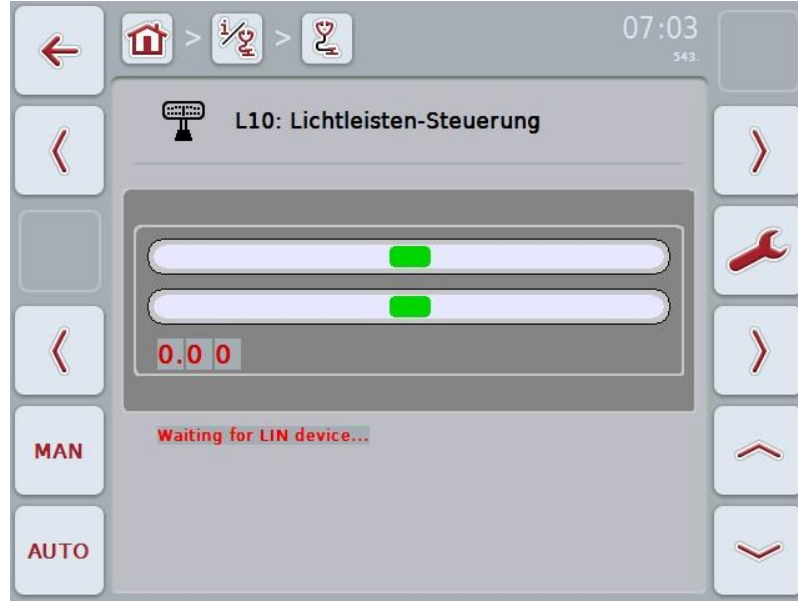 07:03
543.
L10: Lichtleisten-Steuerung
0.0 0
Waiting for LIN device...
MAN
AUTO